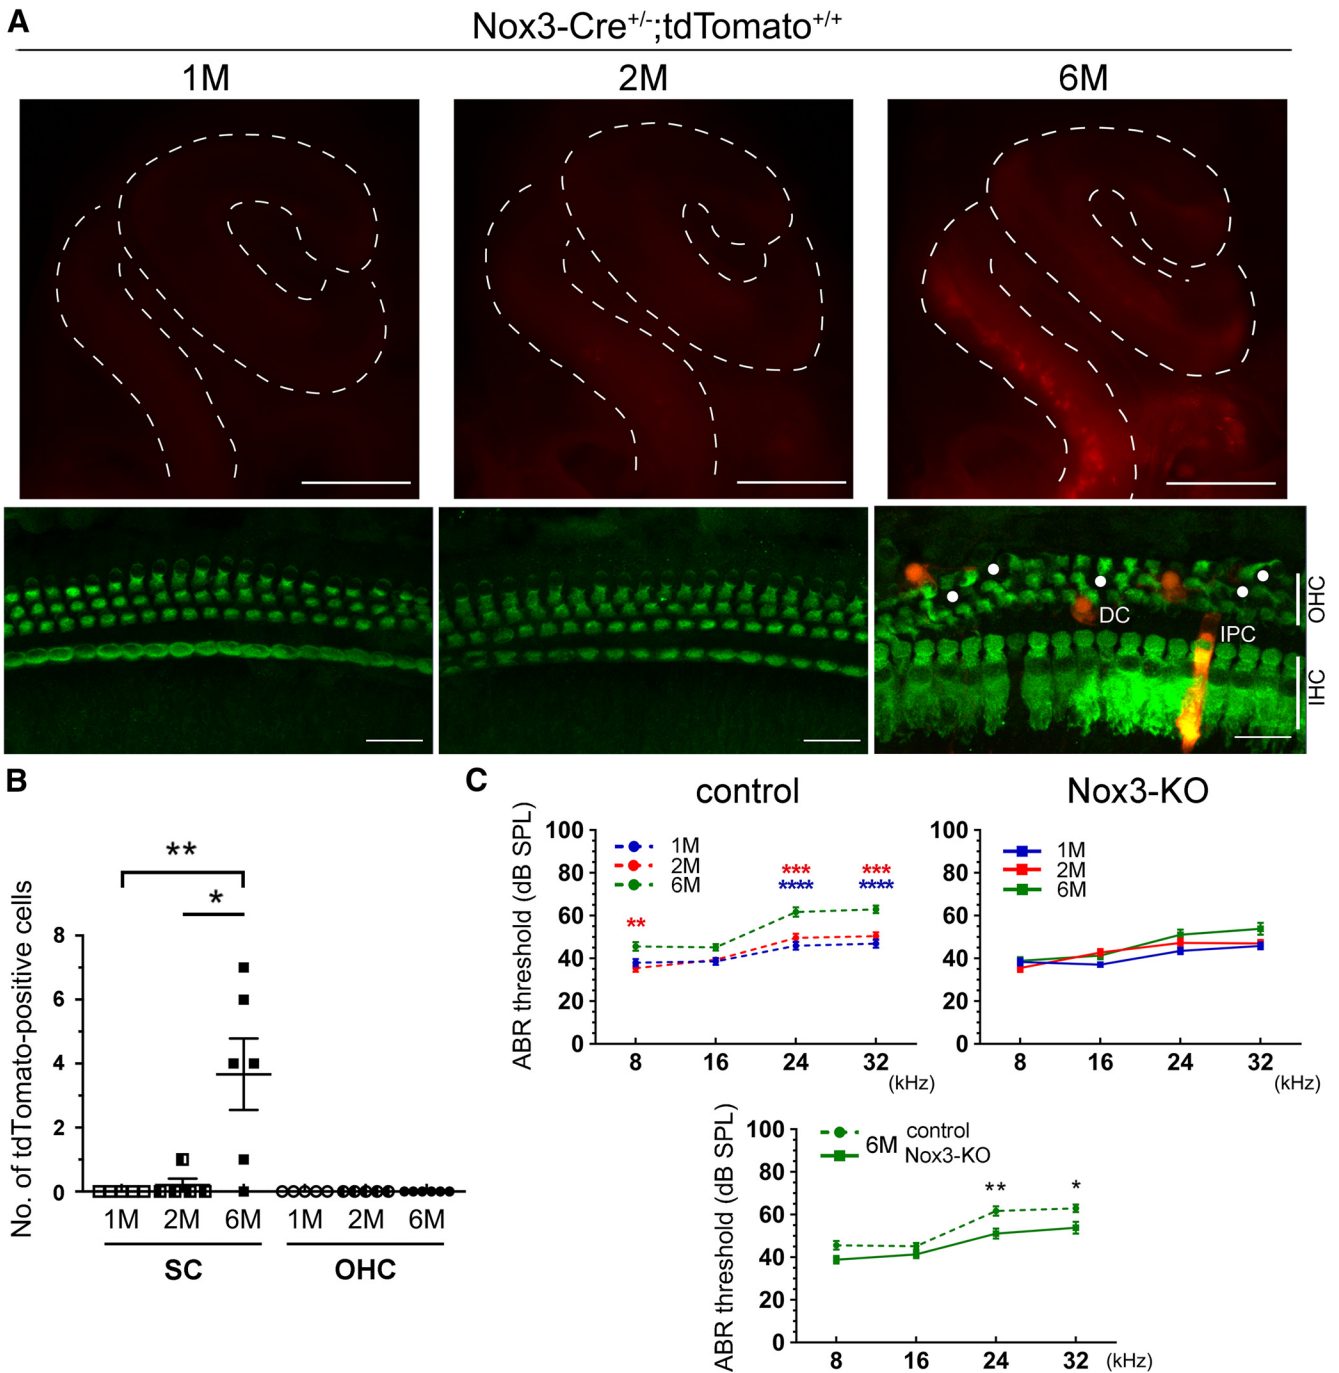 A
Nox3-Cre+/-;tdTomato+/+
1M 2M 6M
DC
IPC
OHC
IHC
B
No. of tdTomato-positive cells
**
*
8
6
4
2
0
1M 2M 6M 1M 2M 6M
SC OHC
C
control
ABR threshold (dB SPL)
100
80
60
40
20
0
1M
2M
6M
**
***
****
***
****
8 16 24 32
(kHz)
Nox3-KO
100
80
60
40
20
0
1M
2M
6M
8 16 24 32
(kHz)
ABR threshold (dB SPL)
100
80
60
40
20
0
6M
control
Nox3-KO
** *
8 16 24 32 (kHz)